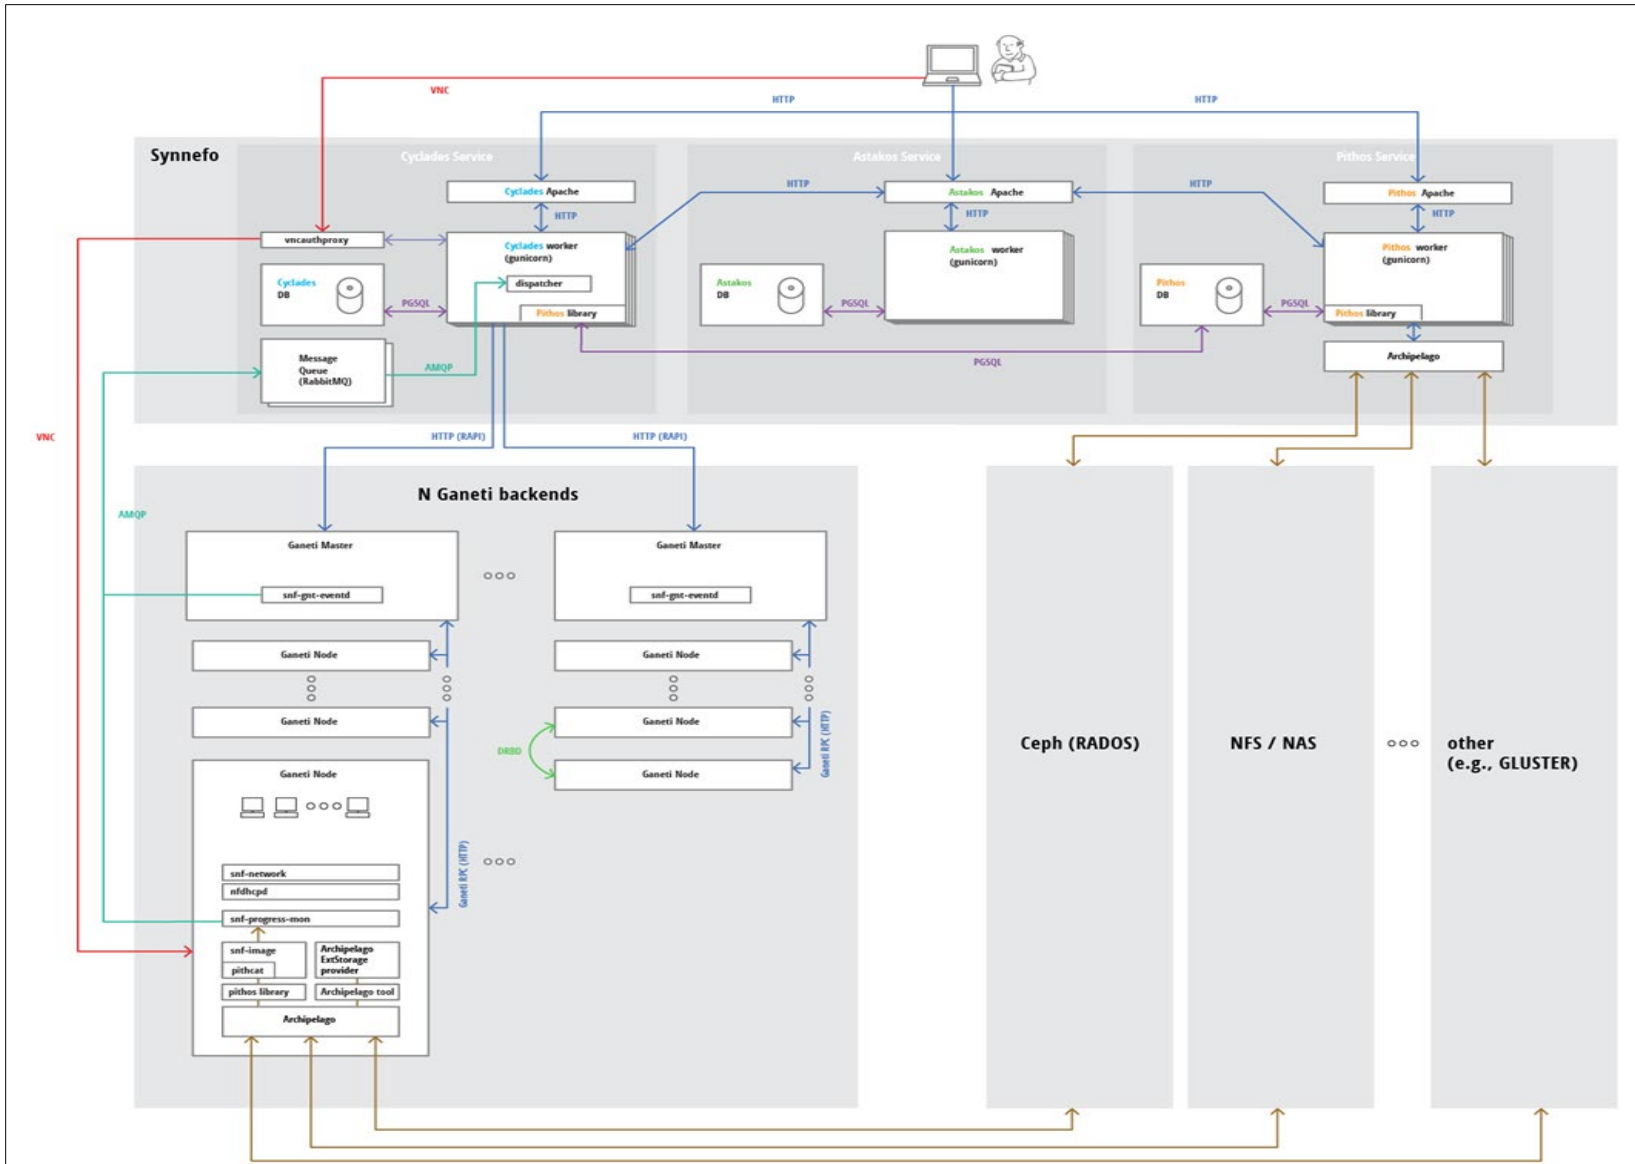 VNC
HTTP
HTTP
Synnefo
Cyclades Service
Astakos Service
Pithos Service
Cyclades Apache
HTTP
Astakos Apache
HTTP
Pithos Apache
HTTP
HTTP
HTTP
vncauthproxy
Cyclades worker
(gunicorn)
Astakos worker
(gunicorn)
Pithos worker
(gunicorn)
Cyclades
DB
dispatcher
Astakos
DB
Pithos
DB
PGSQL
Pithos library
PGSQL
PGSQL
Pithos library
Message
Queue
(RabbitMQ)
AMQP
PGSQL
Archipelago
VNC
HTTP (RAPI)
HTTP (RAPI)
N Ganeti backends
AMQP
Ganeti Master
Ganeti Master
snf-gnt-eventd
snf-gnt-eventd
Ganeti Node
Ganeti Node
Ganeti Node
Ganeti Node
DRBD
Ganeti RPC (HTTP)
Ceph (RADOS)
NFS / NAS
other
(e.g., GLUSTER)
Ganeti Node
Ganeti Node
Ganeti RPC (HTTP)
snf-network
nfdhcpd
snf-progress-mon
snf-image
pithcat
Archipelago
ExtStorage
provider
pithos library
Archipelago tool
Archipelago